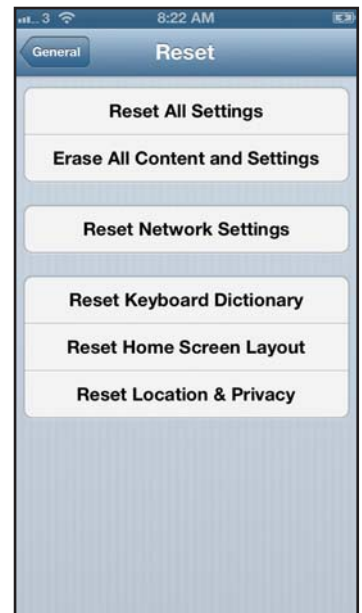 3 8:22 AM
General Reset
Reset All Settings
Erase All Content and Settings
Reset Network Settings
Reset Keyboard Dictionary
Reset Home Screen Layout
Reset Location & Privacy